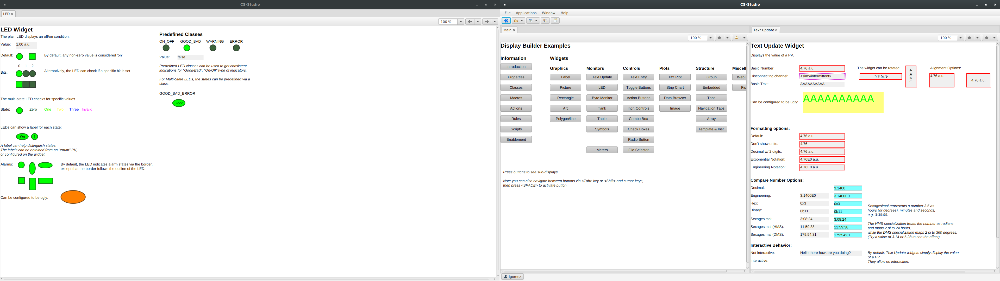 CS-Studio
LED
100 %
LED Widget
The plain LED displays an off/on condition.
Value: 1.00 a.u.
Default: By default, any non-zero value is considered 'on'
0 1 2
Bits: Alternatively, the LED can check if a specific bit is set
The multi-state LED checks for specific values
State: Zero One Two Three Invalid
LEDs can show a label for each state:
On 1
A label can help distinguish states.
The labels can be obtained from an "enum" PV,
or configured on the widget.
Alarms: By default, the LED indicates alarm states via the border,
except that the border follows the outline of the LED.
Can be configured to be ugly:
Predefined Classes
ON_OFF GOOD_BAD WARNING ERROR
Value: false
Predefined LED classes can be used to get consistent
indications for "Good/Bad", "On/Off" type of indicators.
For Multi-State LEDs, the states can be predefined via a
class.
GOOD_BAD_ERROR
Good
CS-Studio
File Applications Window Help
Main
100 %
Display Builder Examples
Information
Introduction
Properties
Classes
Macros
Actions
Rules
Scripts
Enablement
Widgets
Graphics
Label
Picture
Rectangle
Arc
Polygon/line
Monitors
Text Update
LED
Byte Monitor
Tank
Table
Symbols
Meters
Controls
Text Entry
Toggle Buttons
Action Buttons
Incr. Controls
Combo Box
Check Boxes
Radio Button
File Selector
Plots
X/Y Plot
Strip Chart
Data Browser
Image
Structure
Group
Embedded
Tabs
Navigation Tabs
Array
Template & Inst.
Miscell
Web
Fis
Press buttons to see sub-displays.
Note you can also navigate between buttons via <Tab> key or <Shift> and cursor keys,
then press <SPACE> to activate button.
lgomez
Text Update
100 %
Text Update Widget
Displays the value of a PV.
Basic Number: 4.76 a.u.
Disconnecting channel: <sim://intermittent>
Basic Text: AAAAAAAAAA
The widget can be rotated:
4.76 a.u.
4.76 a.u.
Alignment Options:
4.76 a.u.
4.76 a.u.
Can be configured to be ugly: AAAAAAAAAA
Formatting options:
Default: 4.76 a.u.
Don't show units: 4.76
Decimal w/ 2 digits: 4.76 a.u.
Exponential Notation: 4.76E0 a.u.
Engineering Notation: 4.76E0 a.u.
Compare Number Options:
Decimal: 3.1400
Engineering: 3.1400E0 3.1400E0
Hex: 0x3 0x3
Binary: 0b11 0b11
Sexagesimal: 3:08:24 3:08:24
Sexagesimal (HMS): 11:59:38 11:59:38
Sexagesimal (DMS): 179:54:31 179:54:31
Sexagesimal represents a number 3.5 as
hours (or degrees), minutes and seconds,
e.g. 3:30:00.
The HMS specialization treats the number as radians
and maps 2 pi to 24 hours,
while the DMS specialization maps 2 pi to 360 degrees.
(Try a value of 3.14 or 6.28 to see the effect)
Interactive Behavior:
Not interactive: Hello there how are you doing?
Interactive:
By default, Text Update widgets simply display the value
of a PV.
They allow no interaction.